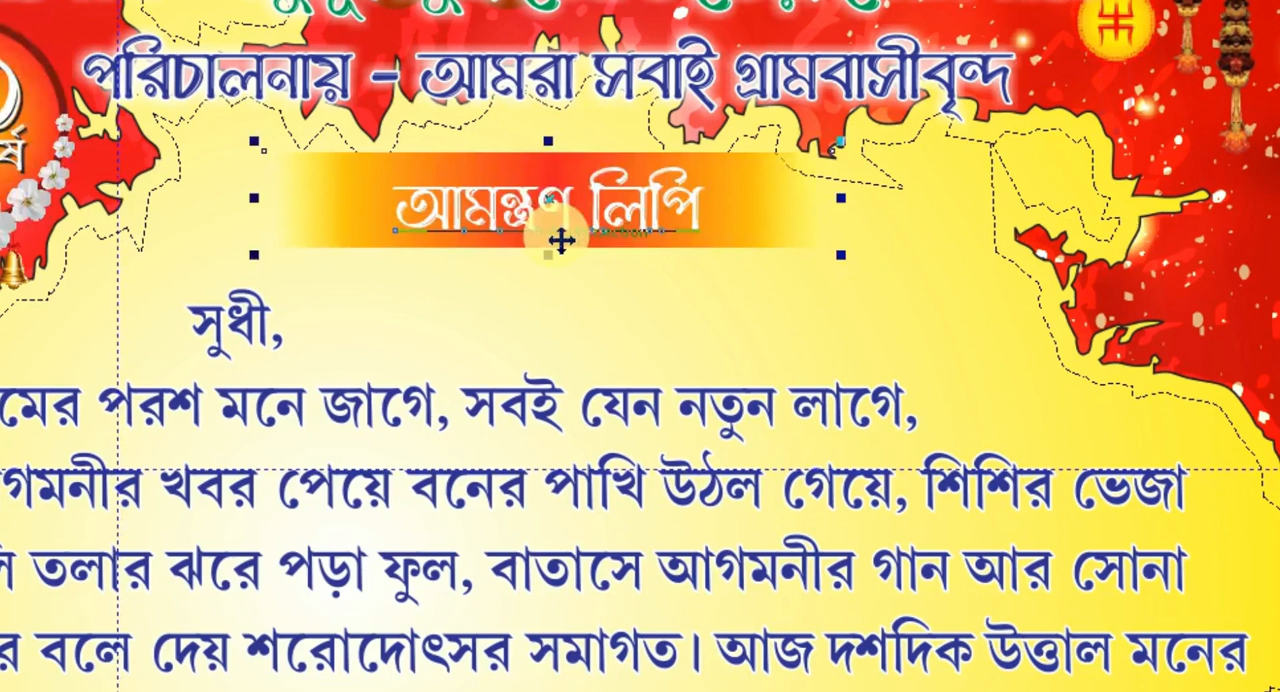 পরিচালনায় – আমরা সবাই গ্রামবাসীবৃন্দ
আমন্ত্রণ লিপি
সুধী,
পরশ মনে জাগে, সবই যেন নতুন লাগে,
খবর পেয়ে বনের পাখি উঠল গেয়ে, শিশির ভেজা
তলার ঝরে পড়া ফুল, বাতাসে আগমনীর গান আর সোনা
বলে দেয় শরোদোৎসর সমাগত। আজ দশদিক উত্তাল মনের